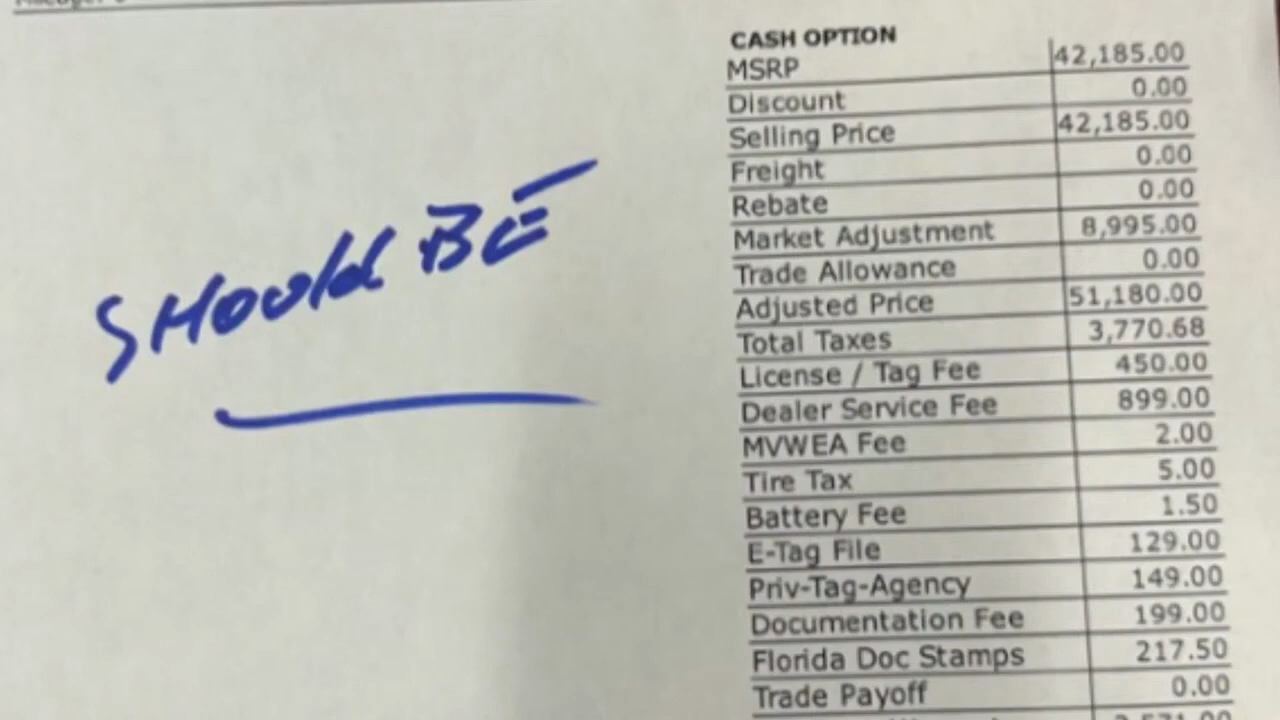 CASH OPTION
MSRP 42,185.00
Discount 0.00
Selling Price 42,185.00
Freight 0.00
Rebate 0.00
Market Adjustment 8,995.00
Trade Allowance 0.00
Adjusted Price 51,180.00
Total Taxes 3,770.68
License / Tag Fee 450.00
Dealer Service Fee 899.00
MVWEA Fee 2.00
Tire Tax 5.00
Battery Fee 1.50
E-Tag File 129.00
Priv-Tag-Agency 149.00
Documentation Fee 199.00
Florida Doc Stamps 217.50
Trade Payoff 0.00
SHould BE